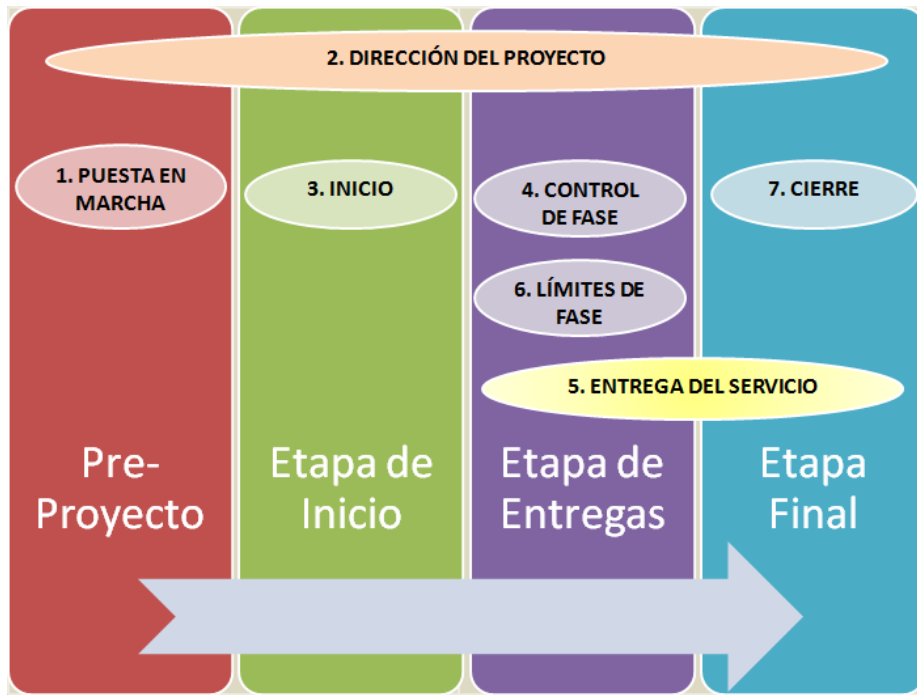 2. DIRECCIÓN DEL PROYECTO
1. PUESTA EN
MARCHA
3. INICIO
4. CONTROL
DE FASE
7. CIERRE
6. LÍMITES DE
FASE
5. ENTREGA DEL SERVICIO
Pre-
Proyecto
Etapa de
Inicio
Etapa de
Entregas
Etapa
Final